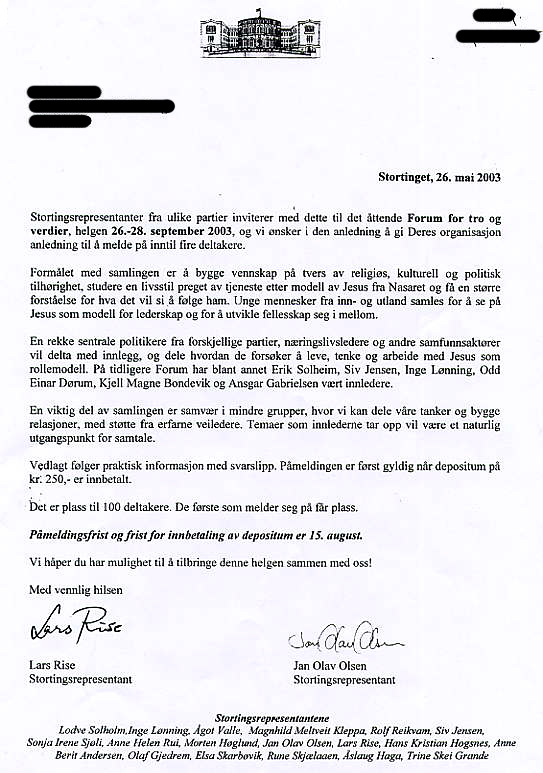 Stortinget, 26. mai 2003
Stortingsrepresentanter fra ulike partier inviterer med dette til det åttende Forum for tro og
verdier, helgen 26.-28. september 2003, og vi ønsker i den anledning å gi Deres organisasjon
anledning til å melde på inntil fire deltakere.
Formålet med samlingen er å bygge vennskap på tvers av religiøs, kulturell og politisk
tilhørighet, studere en livsstil preget av tjeneste etter modell av Jesus fra Nasaret og få en større
forståelse for hva det vil si å følge ham. Unge mennesker fra inn- og utland samles for å se på
Jesus som modell for lederskap og for å utvikle fellesskap seg i mellom.
En rekke sentrale politikere fra forskjellige partier, næringslivsledere og andre samfunnsaktører
vil delta med innlegg, og dele hvordan de forsøker å leve, tenke og arbeide med Jesus som
rollemodell. På tidligere Forum har blant annet Erik Solheim, Siv Jensen, Inge Lønning, Odd
Einar Dørum, Kjell Magne Bondevik og Ansgar Gabrielsen vært innledere.
En viktig del av samlingen er samvær i mindre grupper, hvor vi kan dele våre tanker og bygge
relasjoner, med støtte fra erfarne veiledere. Temaer som innlederne tar opp vil være et naturlig
utgangspunkt for samtale.
Vedlagt følger praktisk informasjon med svarslipp. Påmeldingen er først gyldig når depositum på
kr. 250,- er innbetalt.
Det er plass til 100 deltakere. De første som melder seg på får plass.
Påmeldingsfrist og frist for innbetaling av depositum er 15. august.
Vi håper du har mulighet til å tilbringe denne helgen sammen med oss!
Med vennlig hilsen
Lars Rise
Jan Olav Olsen
Lars Rise
Jan Olav Olsen
Stortingsrepresentant
Stortingsrepresentant
Stortingsrepresentantene
Lodve Solholm,Inge Lønning, Ågot Valle, Magnhild Meltveit Kleppa, Rolf Reikvam, Siv Jensen,
Sonja Irene Sjøli, Anne Helen Rui, Morten Høglund, Jan Olav Olsen, Lars Rise, Hans Kristian Hogsnes, Anne
Berit Andersen, Olaf Gjedrem, Elsa Skarbøvik, Rune Skjælaaen, Åslaug Haga, Trine Skei Grande